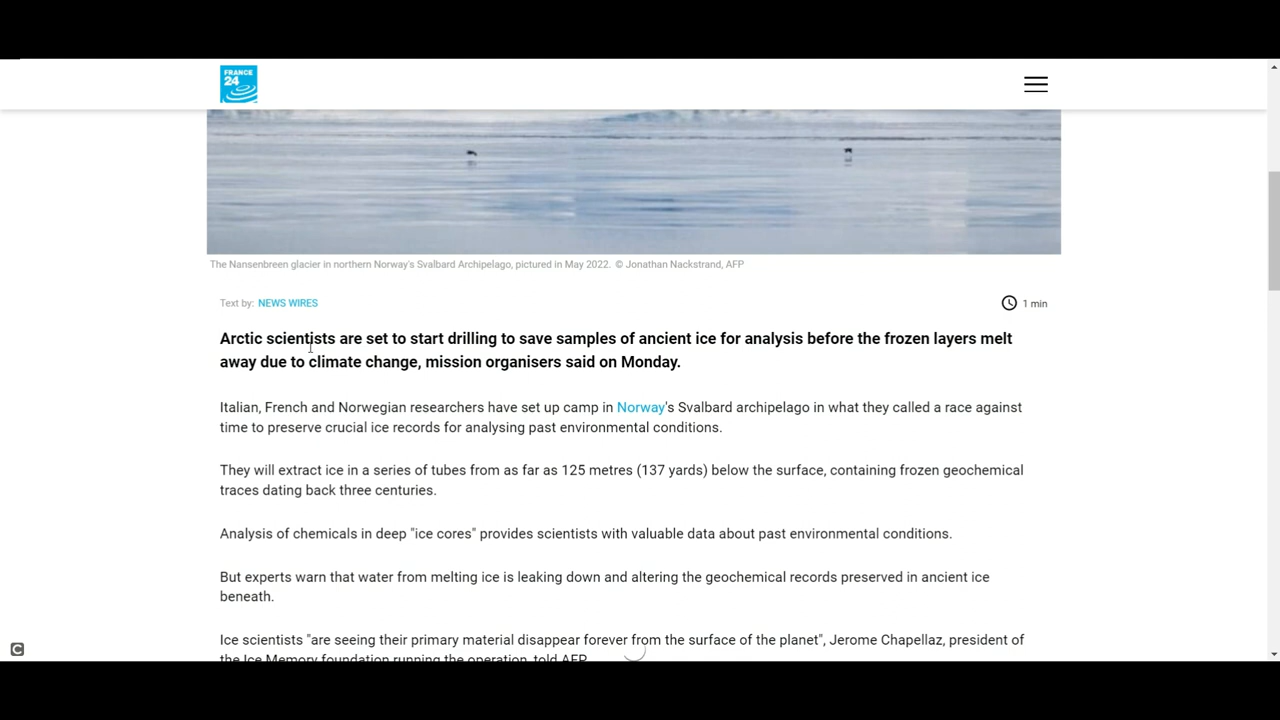 FRANCE
24
The Nansenbreen glacier in northern Norway's Svalbard Archipelago, pictured in May 2022. © Jonathan Nackstrand, AFP
Text by: NEWS WIRES
1 min
Arctic scientists are set to start drilling to save samples of ancient ice for analysis before the frozen layers melt
away due to climate change, mission organisers said on Monday.
Italian, French and Norwegian researchers have set up camp in Norway's Svalbard archipelago in what they called a race against
time to preserve crucial ice records for analysing past environmental conditions.
They will extract ice in a series of tubes from as far as 125 metres (137 yards) below the surface, containing frozen geochemical
traces dating back three centuries.
Analysis of chemicals in deep "ice cores" provides scientists with valuable data about past environmental conditions.
But experts warn that water from melting ice is leaking down and altering the geochemical records preserved in ancient ice
beneath.
Ice scientists "are seeing their primary material disappear forever from the surface of the planet", Jerome Chapellaz, president of
the Ice Memory foundation running the operation, told AFP.
C